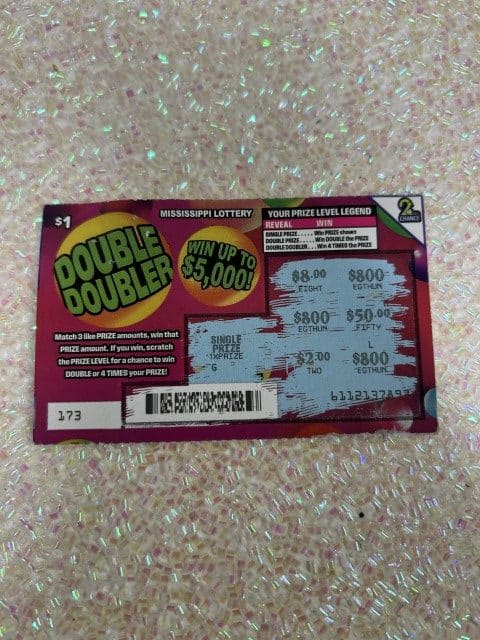 $1
MISSISSIPPI LOTTERY
2ND
CHANCE
DOUBLE
DOUBLER
WIN UP TO
$5,000!
Match 3 like PRIZE amounts, win that
PRIZE amount. If you win, scratch
the PRIZE LEVEL for a chance to win
DOUBLE or 4 TIMES your PRIZE!
173
YOUR PRIZE LEVEL LEGEND
REVEAL WIN
SINGLE PRIZE..... Win PRIZE shown
DOUBLE PRIZE..... Win DOUBLE the PRIZE
DOUBLE DOUBLER... Win 4 TIMES the PRIZE
SINGLE
PRIZE
1XPRIZE
G
$8.00 $800
EIGHT EGTHUN
$800 $50.00
EGTHUN FIFTY
L
$2.00 $800
TWO EGTHUN